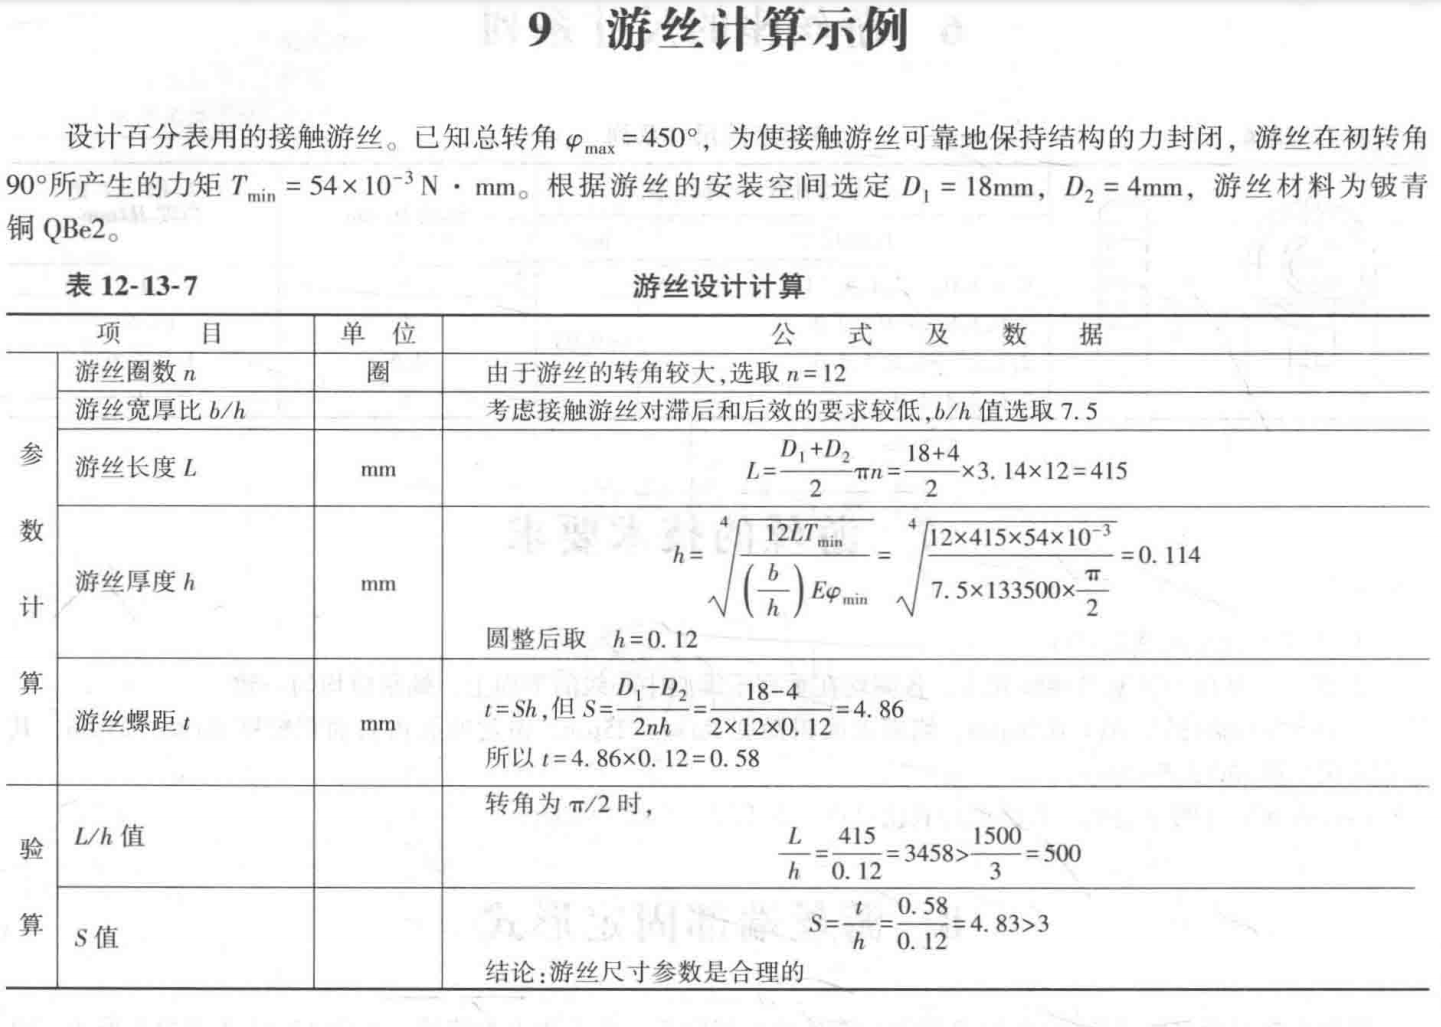 9 游丝计算示例
设计百分表用的接触游丝。已知总转角 φmax = 450°，为使接触游丝可靠地保持结构的力封闭，游丝在初转角
90°所产生的力矩 Tmin = 54×10⁻³ N · mm。根据游丝的安装空间选定 D₁ = 18mm，D₂ = 4mm，游丝材料为铍青
铜 QBe2。
表 12-13-7 游丝设计计算
项 目 单 位 公 式 及 数 据
参数计算
游丝圈数 n 圈 由于游丝的转角较大,选取 n=12
游丝宽厚比 b/h 考虑接触游丝对滞后和后效的要求较低,b/h 值选取 7.5
游丝长度 L mm L=(D₁+D₂)/2 πn=(18+4)/2×3.14×12=415
游丝厚度 h mm h=⁴√(12LTmin/((b/h)Eφmin))=⁴√(12×415×54×10⁻³/(7.5×133500×π/2))=0.114
圆整后取 h=0.12
游丝螺距 t mm t=Sh,但 S=(D₁-D₂)/2nh=(18-4)/(2×12×0.12)=4.86
所以 t=4.86×0.12=0.58
验算
L/h 值 转角为 π/2 时,
L/h=415/0.12=3458>1500/3=500
S 值 S=t/h=0.58/0.12=4.83>3
结论:游丝尺寸参数是合理的